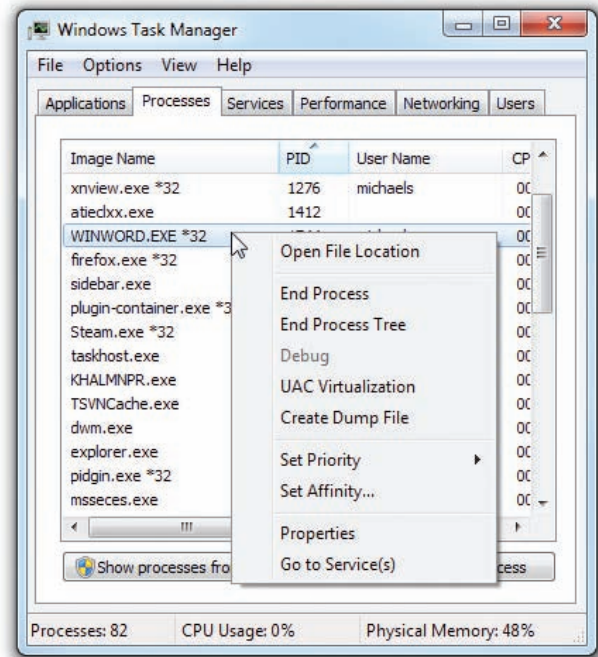 Windows Task Manager
File Options View Help
Applications Processes Services Performance Networking Users
Image Name PID User Name CP
xnview.exe *32 1276 michaels 00
atiedxx.exe 1412 00
WINWORD.EXE *32 00
firefox.exe *32 00
sidebar.exe 00
plugin-container.exe *3 00
Steam.exe *32 00
taskhost.exe 00
KHALMNPR.exe 00
TSVNCache.exe 00
dwm.exe 00
explorer.exe 00
pidgin.exe *32 00
msseces.exe 00
Open File Location
End Process
End Process Tree
Debug
UAC Virtualization
Create Dump File
Set Priority
Set Affinity...
Properties
Go to Service(s)
Show processes fro cess
Processes: 82 CPU Usage: 0% Physical Memory: 48%